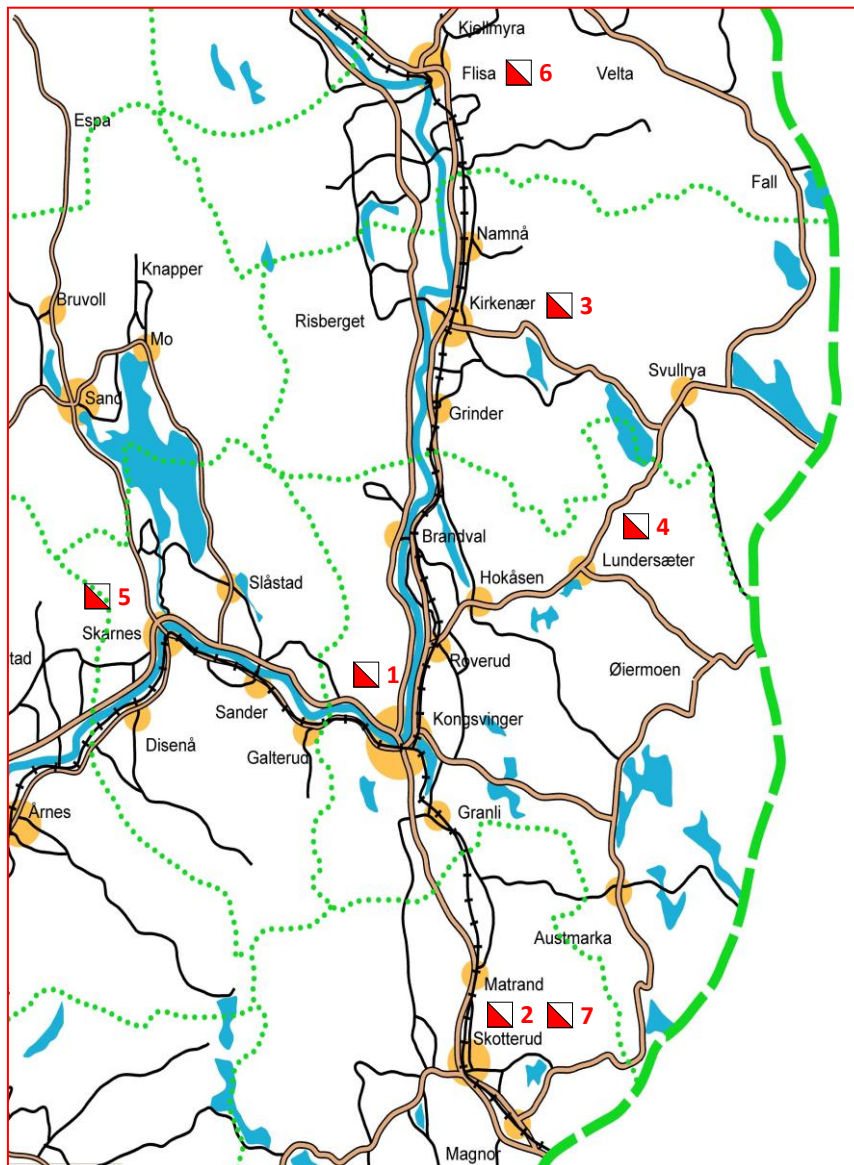 Kjellmyra
Flisa
6
Velta
Espa
Fall
Namnå
Knapper
Bruvoll
Kirkenær
3
Risberget
Mo
Svullrya
Sand
Grinder
4
Brandval
Lundersæter
Hokåsen
Slåstad
5
Skarnes
Roverud
tad
1
Øiermoen
Sander
Kongsvinger
Disenå
Galterud
Årnes
Granli
Austmarka
Matrand
2 7
Skotterud
Magnor